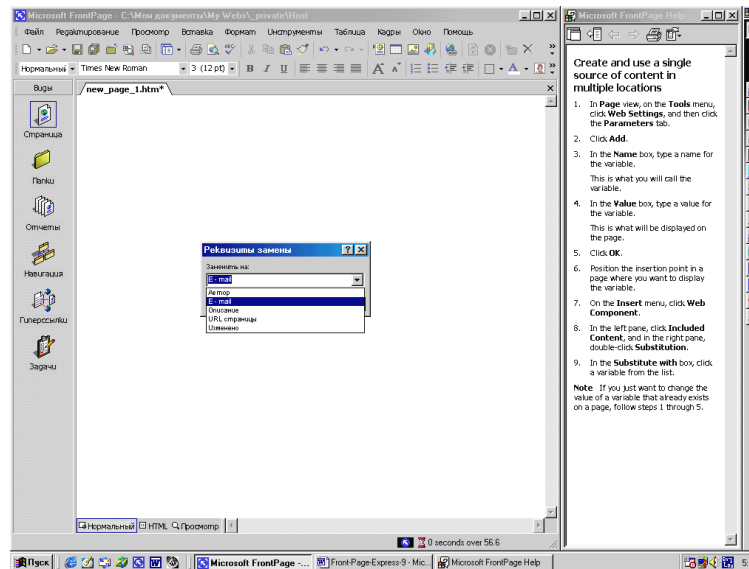 Microsoft FrontPage - C:\Мои документы\My Webs\_private\Host
Файл Редактирование Просмотр Вставка Формат Инструменты Таблица Кадры Окно Помощь
Нормальный Times New Roman 3 (12 pt)
Виды
new_page_1.htm*
Страница
Папки
Отчеты
Навигация
Гиперссылки
Задачи
Реквизиты замены
Заменить на:
E - mail
Автор
E - mail
Описание
URL страницы
Изменено
Нормальный HTML Просмотр
0 seconds over 56.6
Microsoft FrontPage Help
Create and use a single
source of content in
multiple locations
1. In Page view, on the Tools menu,
click Web Settings, and then click
the Parameters tab.
2. Click Add.
3. In the Name box, type a name for
the variable.
This is what you will call the
variable.
4. In the Value box, type a value for
the variable.
This is what will be displayed on
the page.
5. Click OK.
6. Position the insertion point in a
page where you want to display
the variable.
7. On the Insert menu, click Web
Component.
8. In the left pane, click Included
Content, and in the right pane,
double-click Substitution.
9. In the Substitute with box, click
a variable from the list.
Note If you just want to change the
value of a variable that already exists
on a page, follow steps 1 through 5.
Пуск Microsoft FrontPage -... Front-Page-Express-9 - Mic... Microsoft FrontPage Help